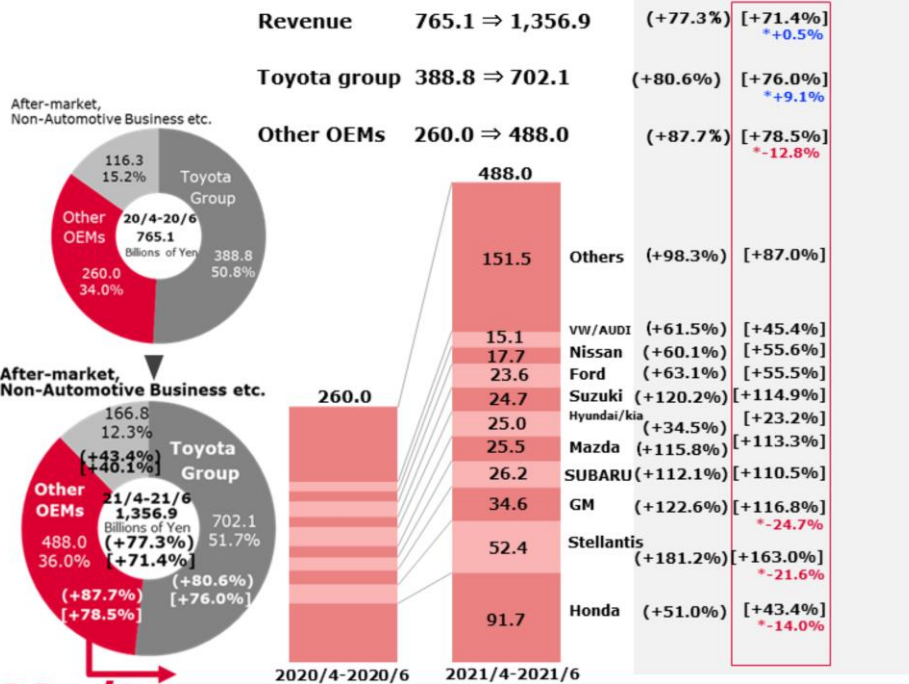 Revenue 765.1 ⇒ 1,356.9 (+77.3%) [+71.4%]
*+0.5%
Toyota group 388.8 ⇒ 702.1 (+80.6%) [+76.0%]
*+9.1%
Other OEMs 260.0 ⇒ 488.0 (+87.7%) [+78.5%]
*-12.8%
After-market,
Non-Automotive Business etc.
116.3
15.2%
Toyota
Group
Other
OEMs
20/4-20/6
765.1
Billions of Yen
388.8
50.8%
260.0
34.0%
After-market,
Non-Automotive Business etc.
166.8
12.3%
(+43.4%)
[+40.1%]
Toyota
Group
Other
OEMs
21/4-21/6
1,356.9
Billions of Yen
(+77.3%)
[+71.4%]
702.1
51.7%
488.0
36.0%
(+80.6%)
[+76.0%]
(+87.7%)
[+78.5%]
260.0
2020/4-2020/6
488.0
151.5 Others (+98.3%) [+87.0%]
15.1 VW/AUDI (+61.5%) [+45.4%]
17.7 Nissan (+60.1%) [+55.6%]
23.6 Ford (+63.1%) [+55.5%]
24.7 Suzuki (+120.2%) [+114.9%]
25.0 Hyundai/kia (+34.5%) [+23.2%]
25.5 Mazda (+115.8%) [+113.3%]
26.2 SUBARU (+112.1%) [+110.5%]
34.6 GM (+122.6%) [+116.8%]
*-24.7%
52.4 Stellantis (+181.2%) [+163.0%]
*-21.6%
91.7 Honda (+51.0%) [+43.4%]
*-14.0%
2021/4-2021/6